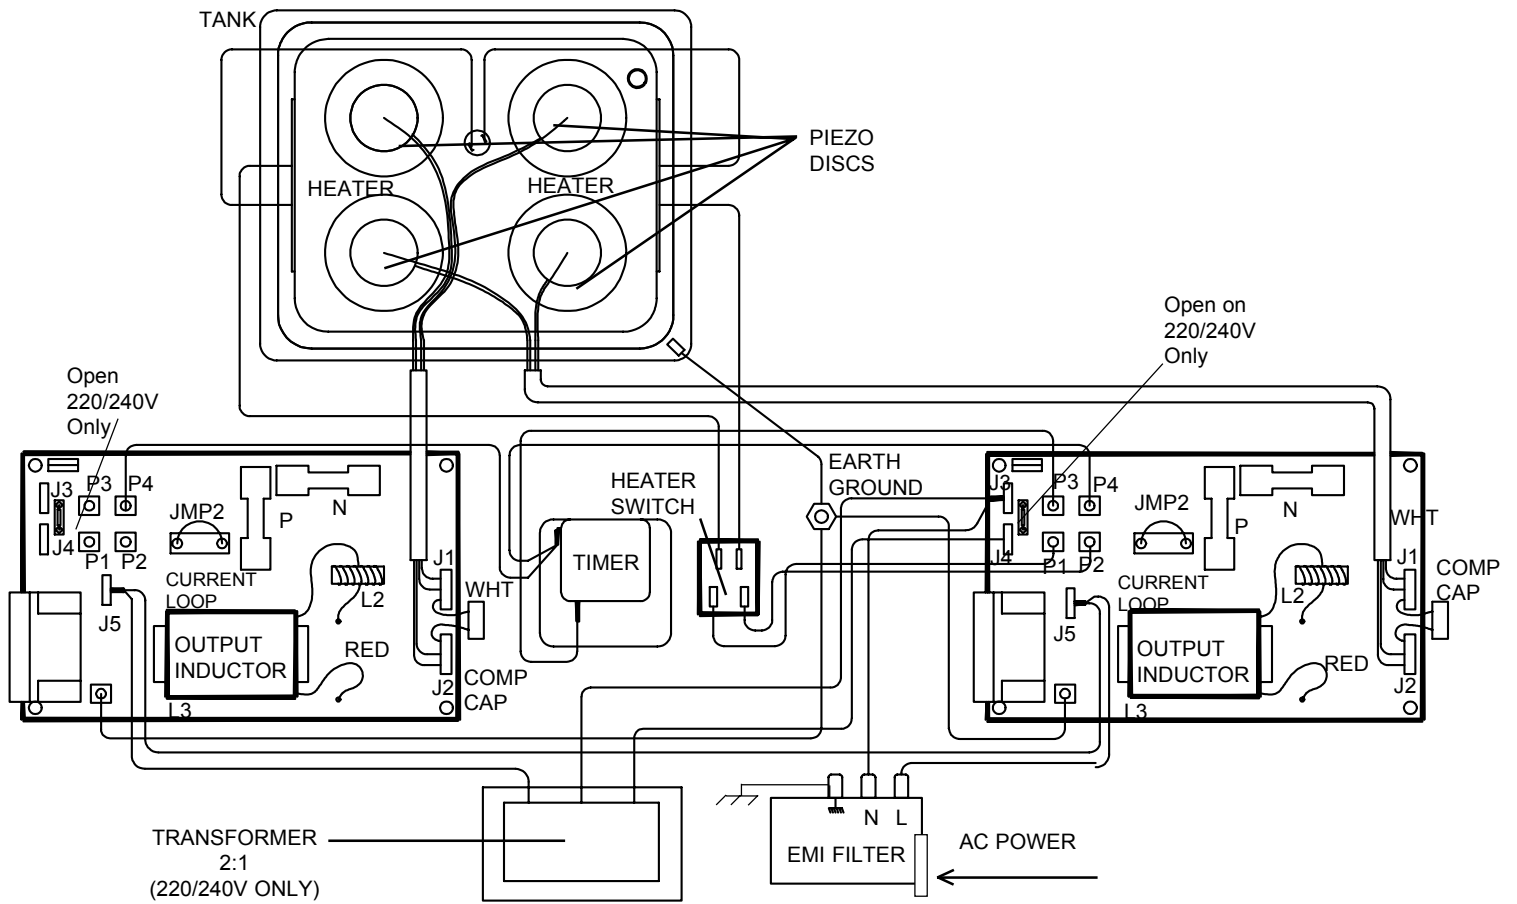 TANK
HEATER
HEATER
PIEZO
DISCS
Open
220/240V
Only
Open on
220/240V
Only
J3
P3
P4
J4
P1
P2
JMP2
P
N
CURRENT
LOOP
J5
OUTPUT
INDUCTOR
L3
L2
RED
J1
WHT
J2
COMP
CAP
TIMER
HEATER
SWITCH
EARTH
GROUND
J3
P3
P4
J4
P1
P2
JMP2
P
N
CURRENT
LOOP
J5
OUTPUT
INDUCTOR
L3
L2
RED
WHT
J1
J2
COMP
CAP
TRANSFORMER
2:1
(220/240V ONLY)
N
L
EMI FILTER
AC POWER